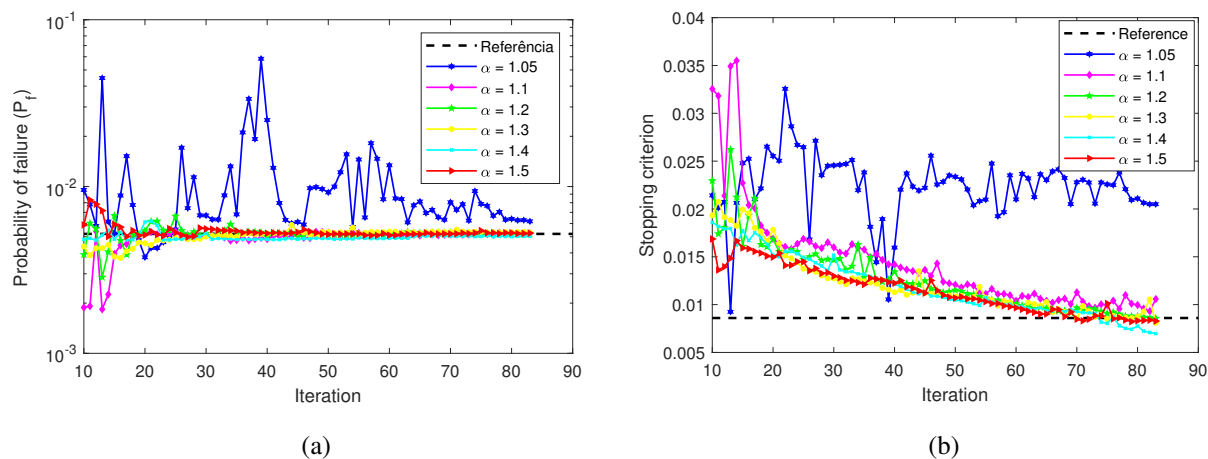 10^-1
10^-2
10^-3
10 20 30 40 50 60 70 80 90
Iteration
Probability of failure (P_f)
Referência
α = 1.05
α = 1.1
α = 1.2
α = 1.3
α = 1.4
α = 1.5
(a)
0.04
0.035
0.03
0.025
0.02
0.015
0.01
0.005
10 20 30 40 50 60 70 80 90
Iteration
Stopping criterion
Reference
α = 1.05
α = 1.1
α = 1.2
α = 1.3
α = 1.4
α = 1.5
(b)